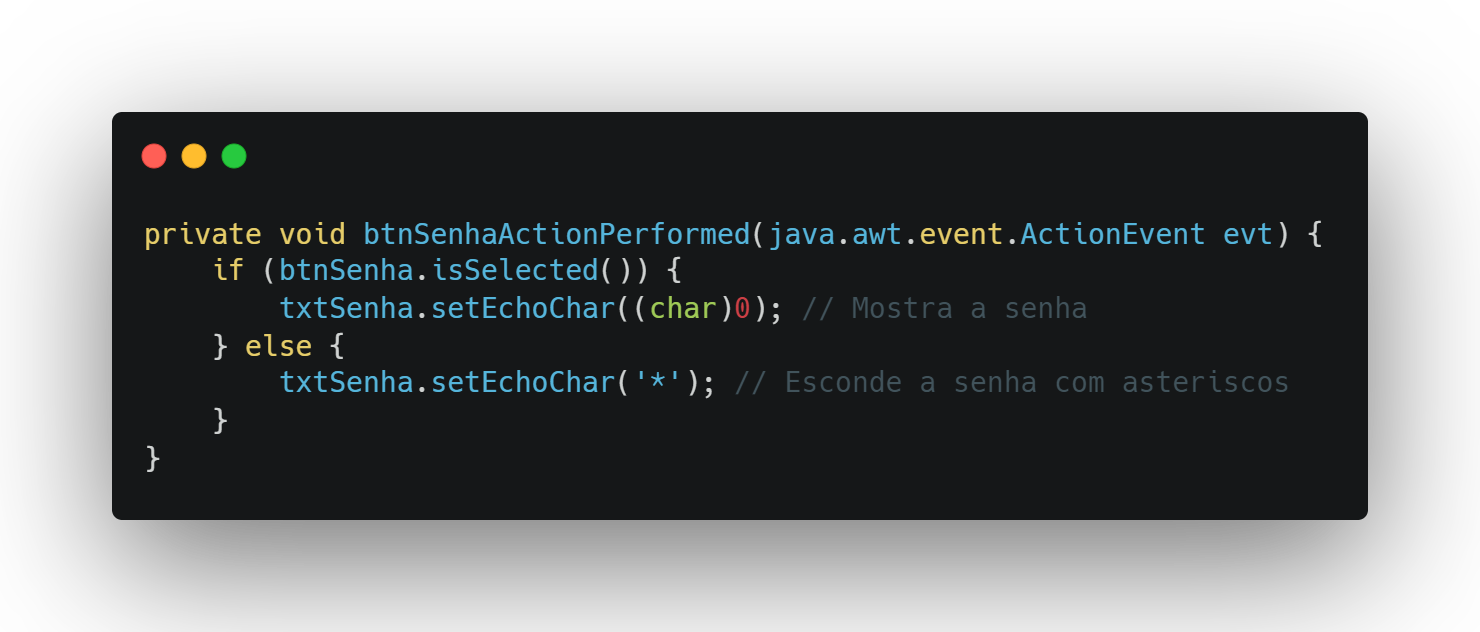 private void btnSenhaActionPerformed(java.awt.event.ActionEvent evt) {
    if (btnSenha.isSelected()) {
        txtSenha.setEchoChar((char)0); // Mostra a senha
    } else {
        txtSenha.setEchoChar('*'); // Esconde a senha com asteriscos
    }
}